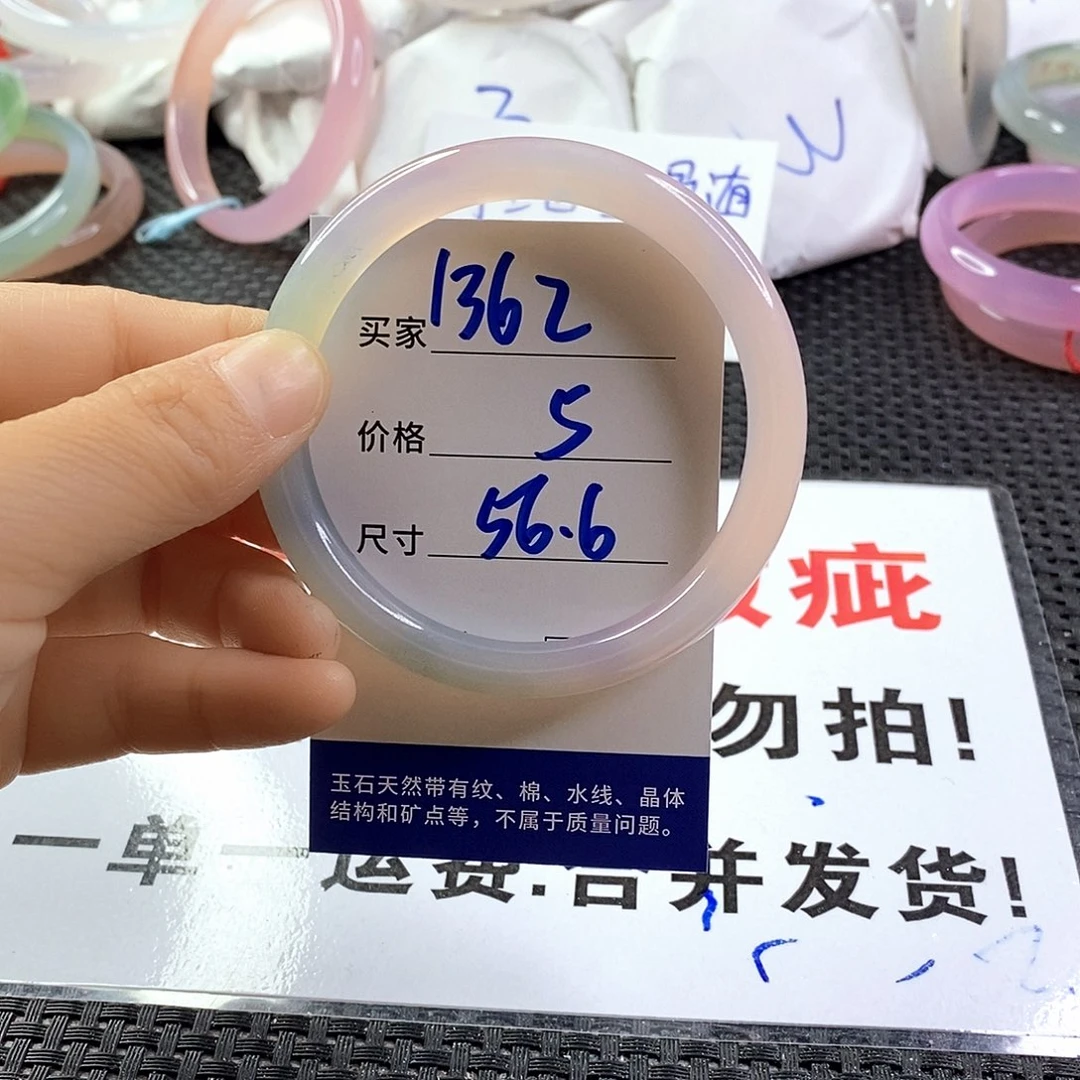 买家 1362
价格 5
尺寸 56.6
玉石天然带有纹、棉、水线、晶体
结构和矿点等，不属于质量问题。
疵
勿拍!
一单一运费.合并发货!